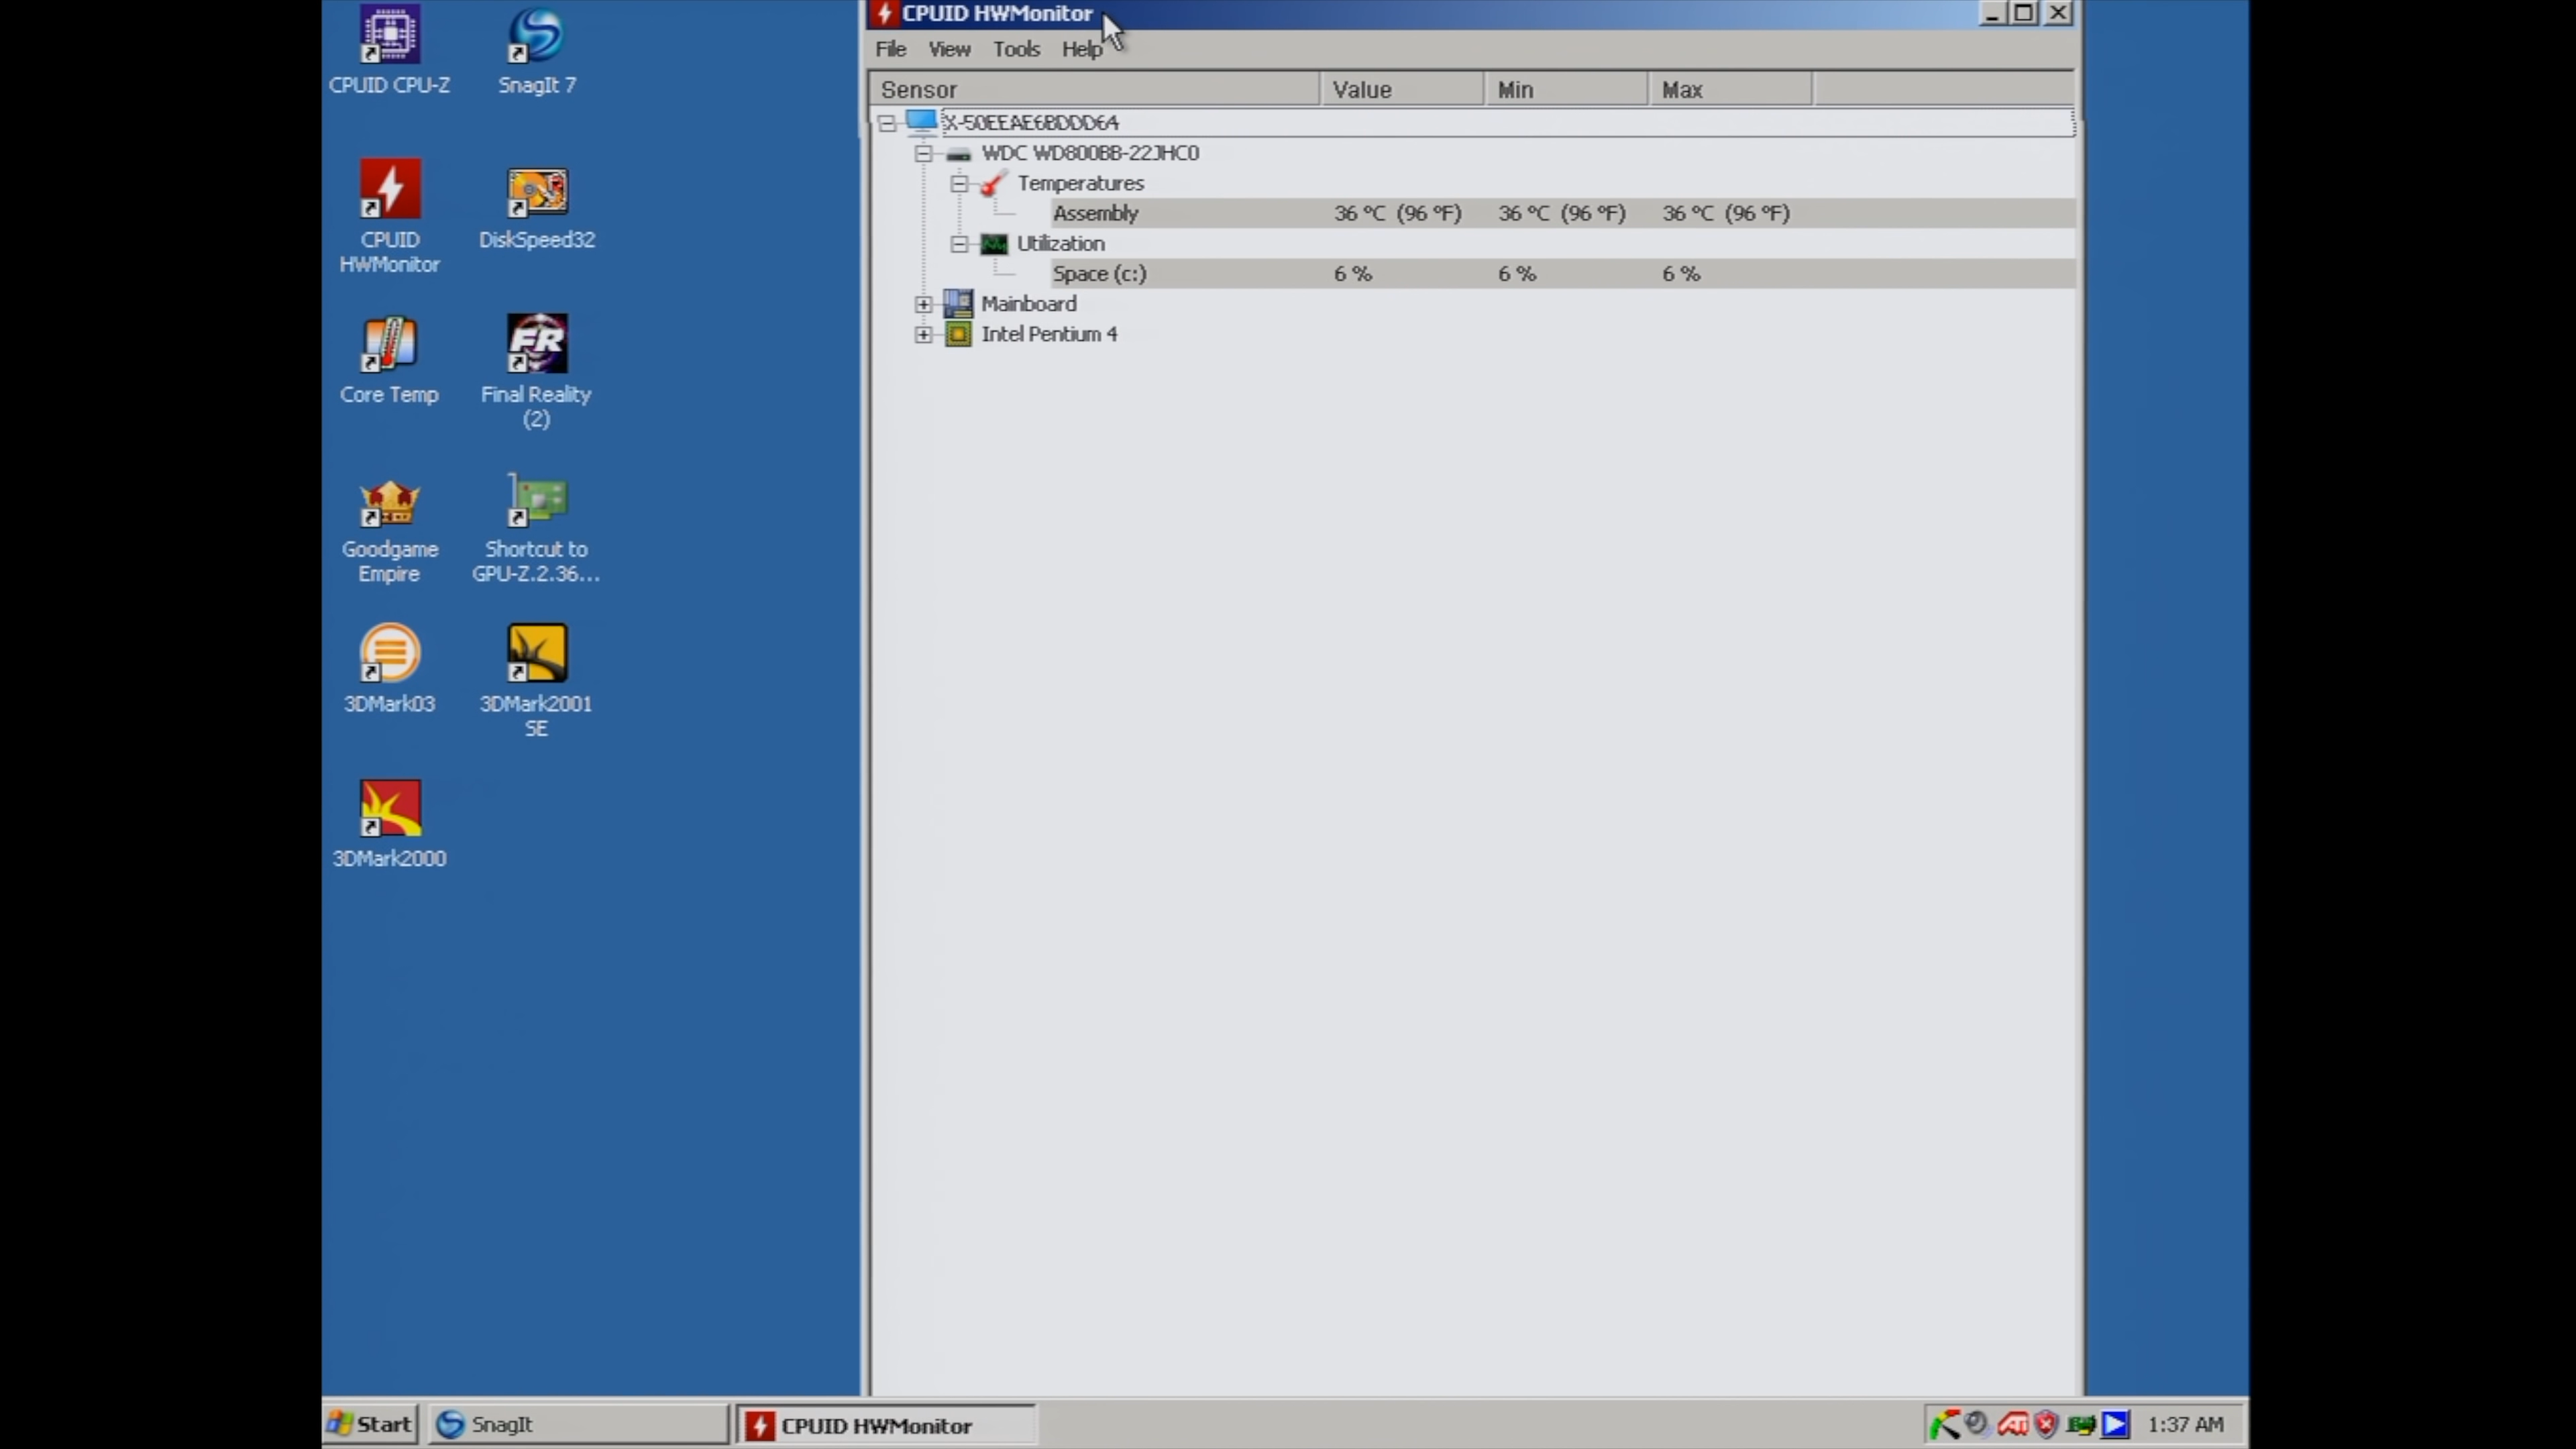 CPUID CPU-Z
SnagIt 7
CPUID
HWMonitor
DiskSpeed32
Core Temp
Final Reality
(2)
Goodgame
Empire
Shortcut to
GPU-Z.2.36...
3DMark03
3DMark2001
SE
3DMark2000
CPUID HWMonitor
File View Tools Help
Sensor Value Min Max
X-50EEAE6BDDD64
WDC WD800BB-22JHC0
Temperatures
Assembly 36 °C (96 °F) 36 °C (96 °F) 36 °C (96 °F)
Utilization
Space (c:) 6 % 6 % 6 %
Mainboard
Intel Pentium 4
Start SnagIt CPUID HWMonitor 1:37 AM